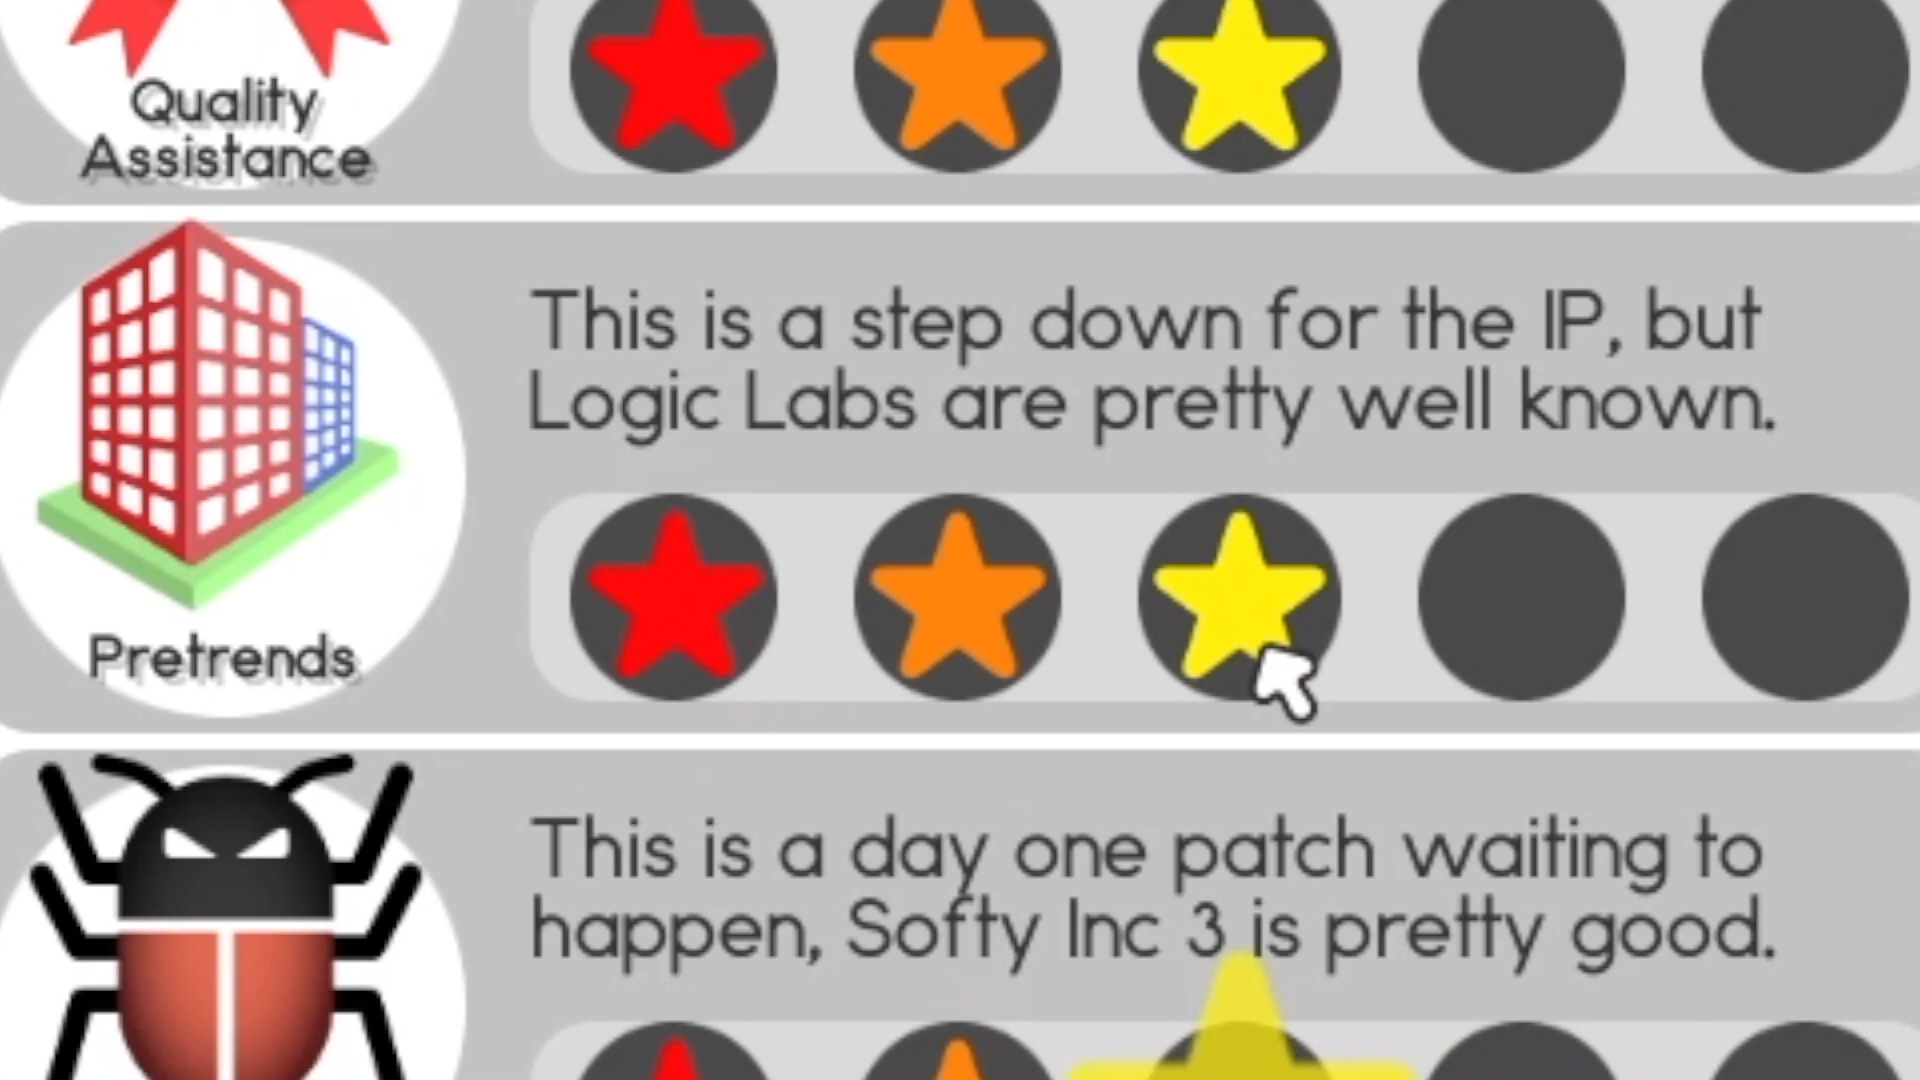 Quality
Assistance
This is a step down for the IP, but
Logic Labs are pretty well known.
Pretrends
This is a day one patch waiting to
happen, Softy Inc 3 is pretty good.